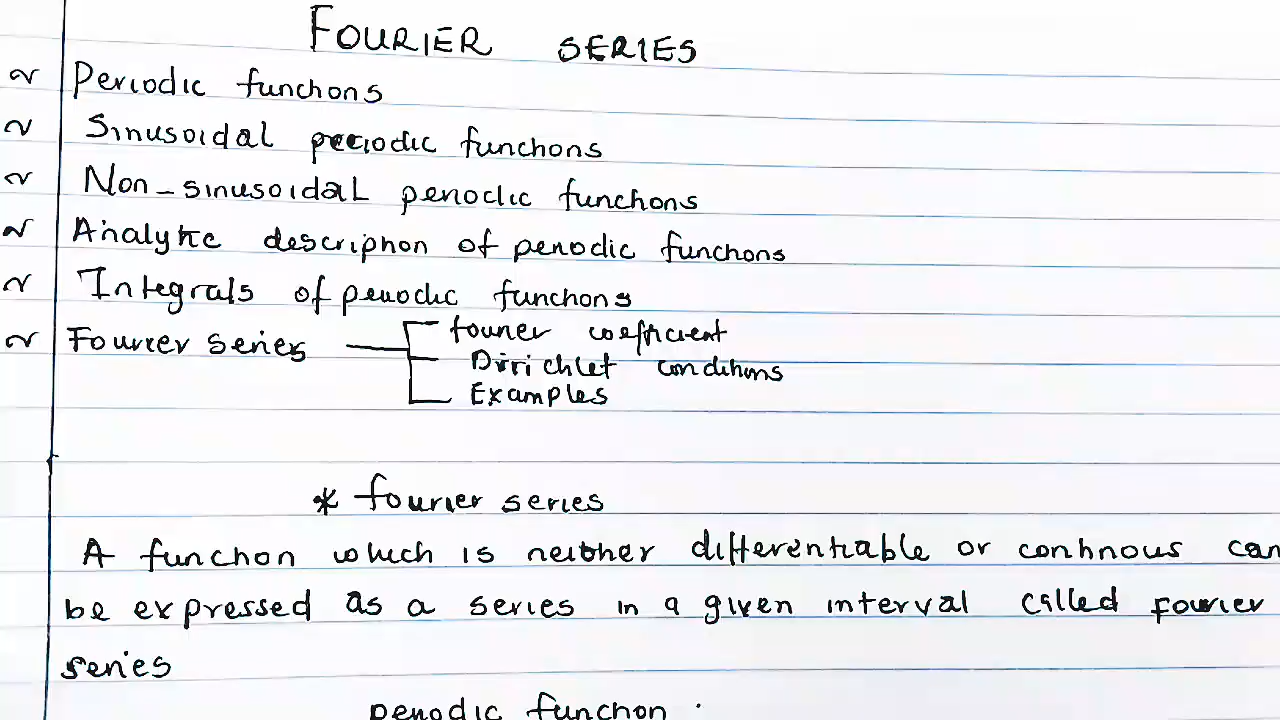 FOURIER SERIES
~ Periodic functions
~ Sinusoidal periodic functions
~ Non-sinusoidal periodic functions
~ Analytic description of periodic functions
~ Integrals of periodic functions
~ Fourier series
fourier coefficient
Dirichlet conditions
Examples
* fourier series
A function which is neither differentiable or continous can
be expressed as a series in a given interval called fourier
series
periodic function